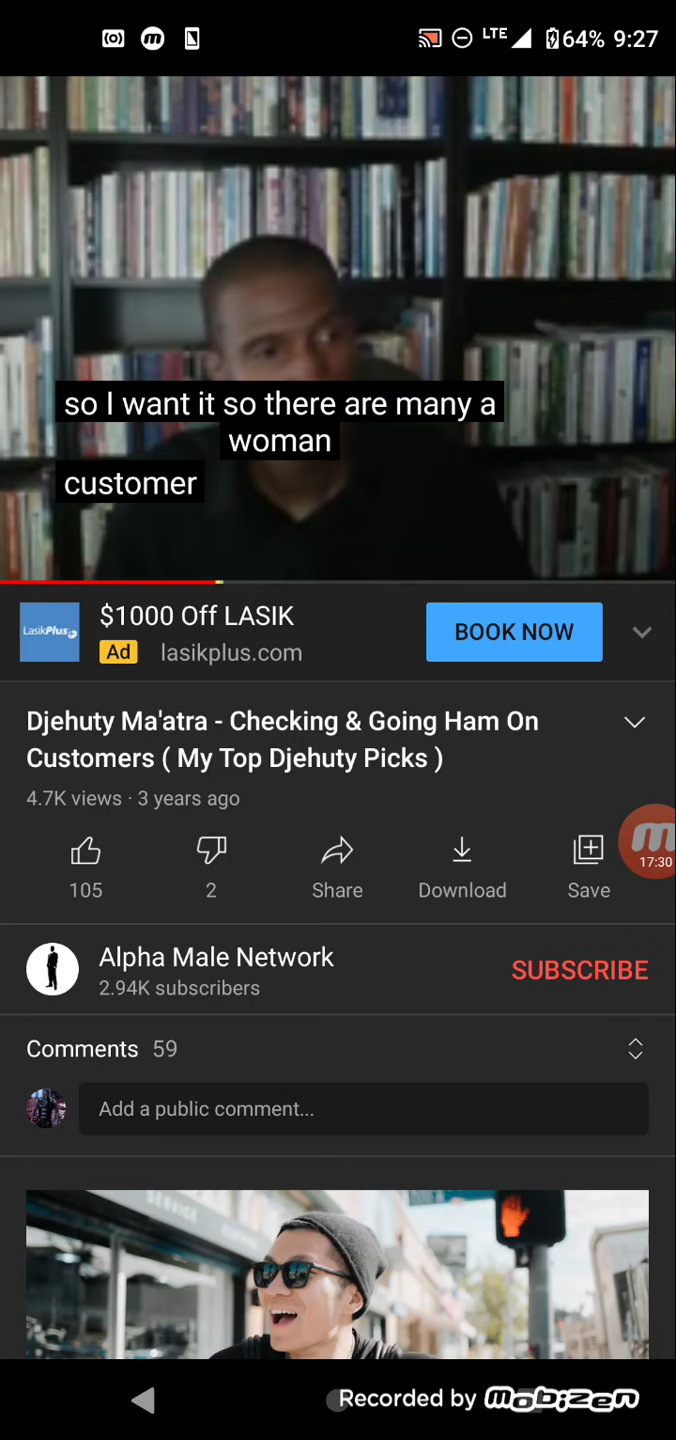 LTE 64% 9:27
so I want it so there are many a
woman
customer
LasikPlus
$1000 Off LASIK
Ad lasikplus.com
BOOK NOW
Djehuty Ma'atra - Checking & Going Ham On
Customers ( My Top Djehuty Picks )
4.7K views · 3 years ago
17:30
105 2 Share Download Save
Alpha Male Network
2.94K subscribers
SUBSCRIBE
Comments 59
Add a public comment...
SERVICE
Recorded by mobizen